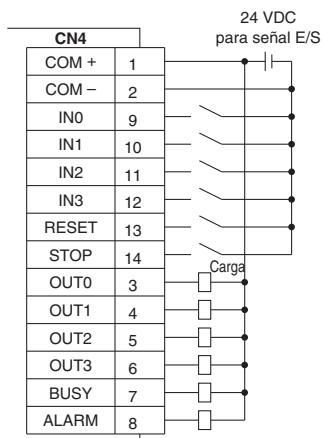 24 VDC
para señal E/S
CN4
COM + 1
COM – 2
IN0 9
IN1 10
IN2 11
IN3 12
RESET 13
STOP 14
Carga
OUT0 3
OUT1 4
OUT2 5
OUT3 6
BUSY 7
ALARM 8